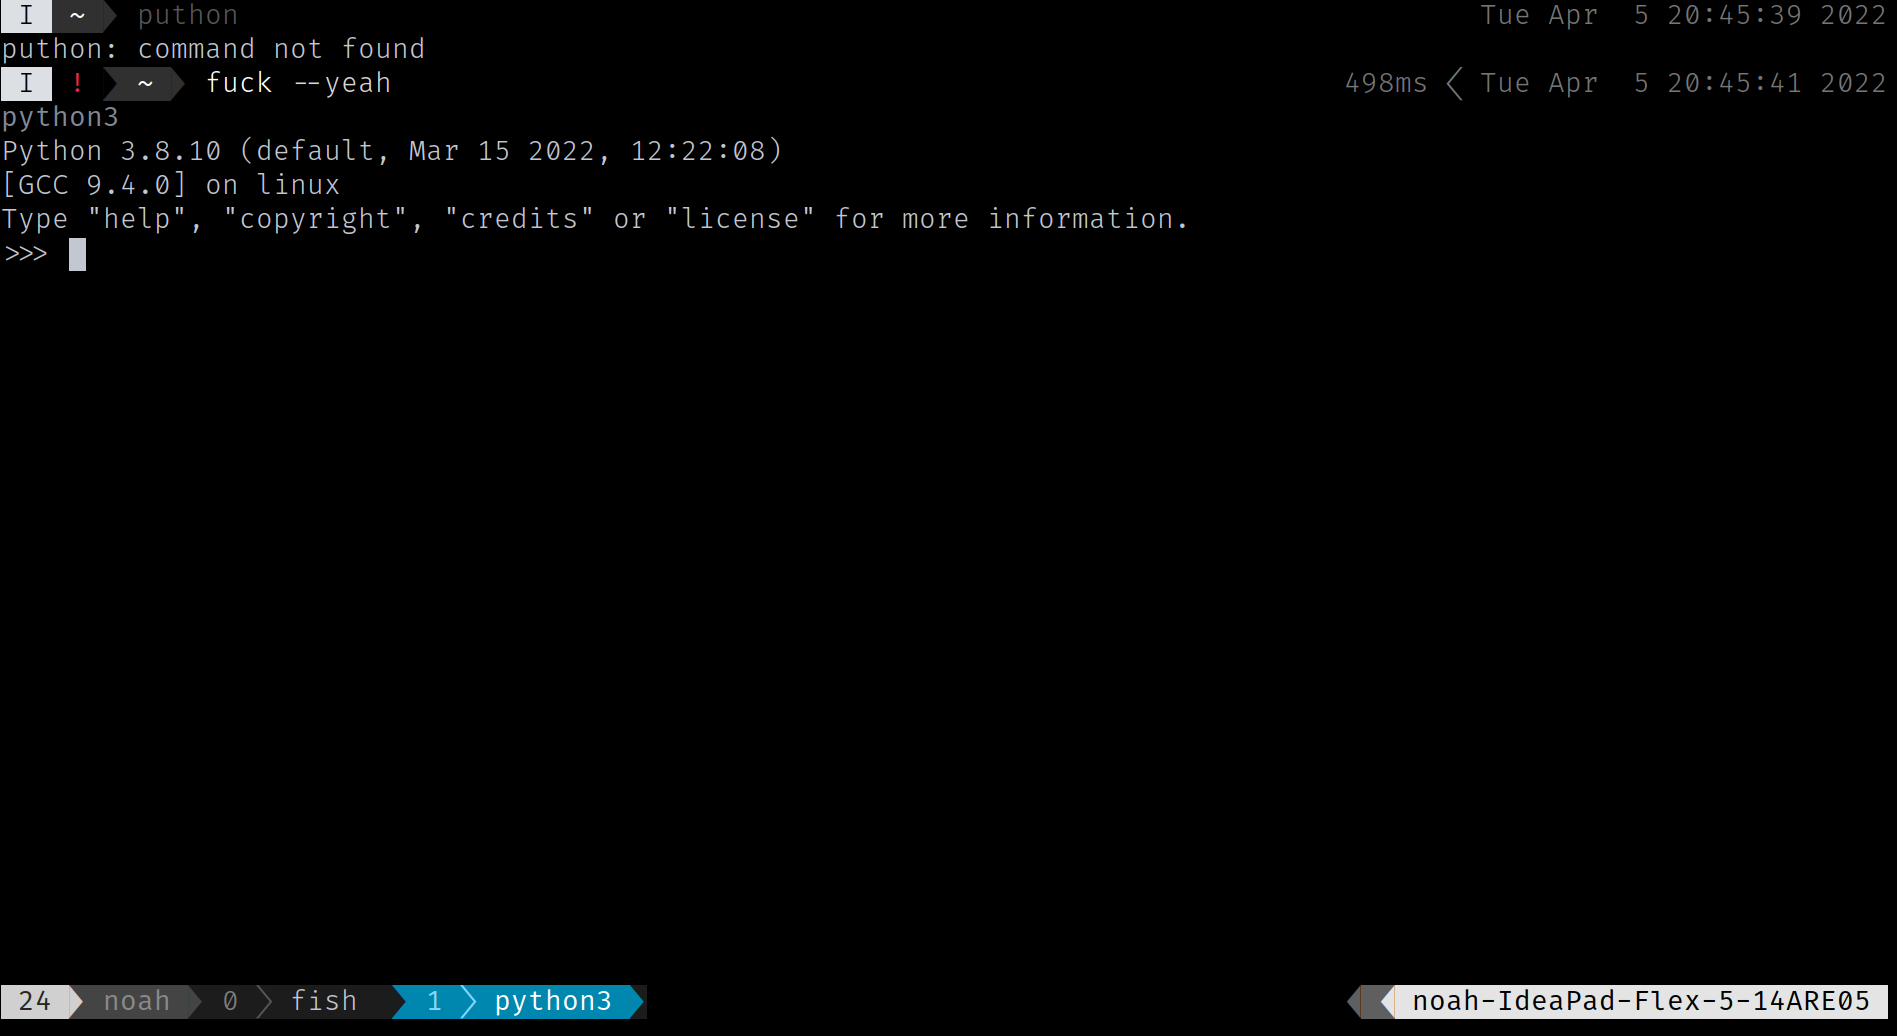 I ~ puthon Tue Apr  5 20:45:39 2022
puthon: command not found
I ! ~ fuck --yeah 498ms Tue Apr  5 20:45:41 2022
python3
Python 3.8.10 (default, Mar 15 2022, 12:22:08)
[GCC 9.4.0] on linux
Type "help", "copyright", "credits" or "license" for more information.
>>>
24 noah 0 fish 1 python3 noah-IdeaPad-Flex-5-14ARE05